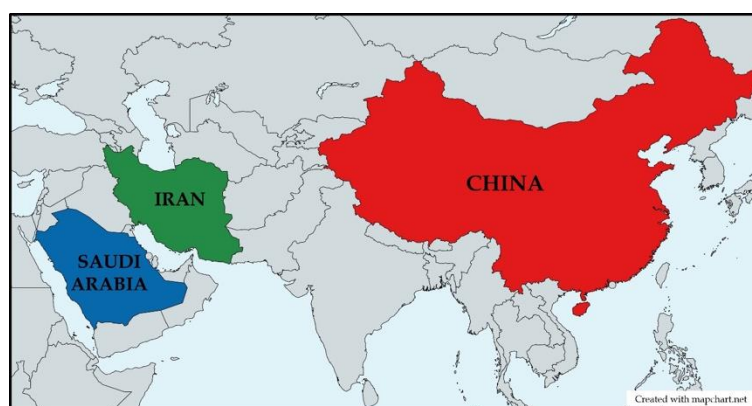 IRAN
CHINA
SAUDI
ARABIA
Created with mapchart.net